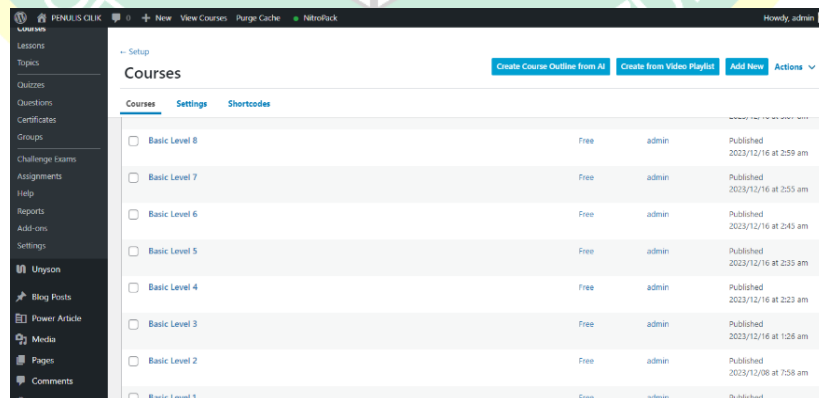 PENULIS CILIK 0 New View Courses Purge Cache NitroPack Howdy, admin
Courses
Lessons
Topics
Quizzes
Questions
Certificates
Groups
Challenge Exams
Assignments
Help
Reports
Add-ons
Settings
Unyson
Blog Posts
Power Article
Media
Pages
Comments
← Setup
Courses
Create Course Outline from AI Create from Video Playlist Add New Actions
Courses Settings Shortcodes
Basic Level 8 Free admin Published
2023/12/16 at 2:59 am
Basic Level 7 Free admin Published
2023/12/16 at 2:55 am
Basic Level 6 Free admin Published
2023/12/16 at 2:45 am
Basic Level 5 Free admin Published
2023/12/16 at 2:35 am
Basic Level 4 Free admin Published
2023/12/16 at 2:23 am
Basic Level 3 Free admin Published
2023/12/16 at 1:26 am
Basic Level 2 Free admin Published
2023/12/08 at 7:58 am
Basic Level 1 Free admin Published